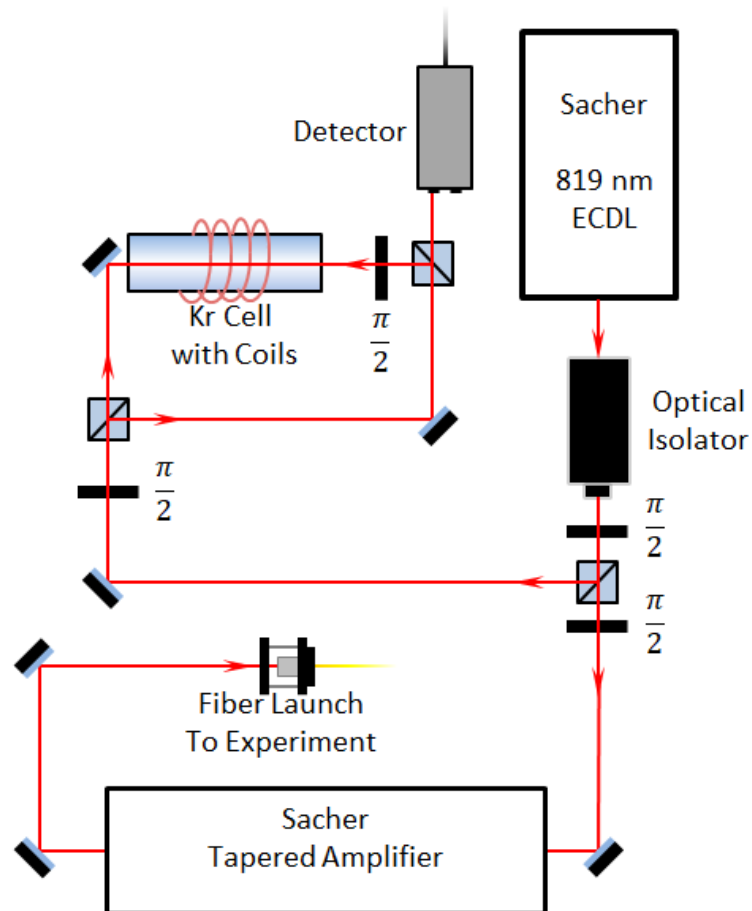 Sacher
819 nm
ECDL
Detector
Kr Cell
with Coils
π
2
Optical
Isolator
π
2
π
2
π
2
Fiber Launch
To Experiment
Sacher
Tapered Amplifier